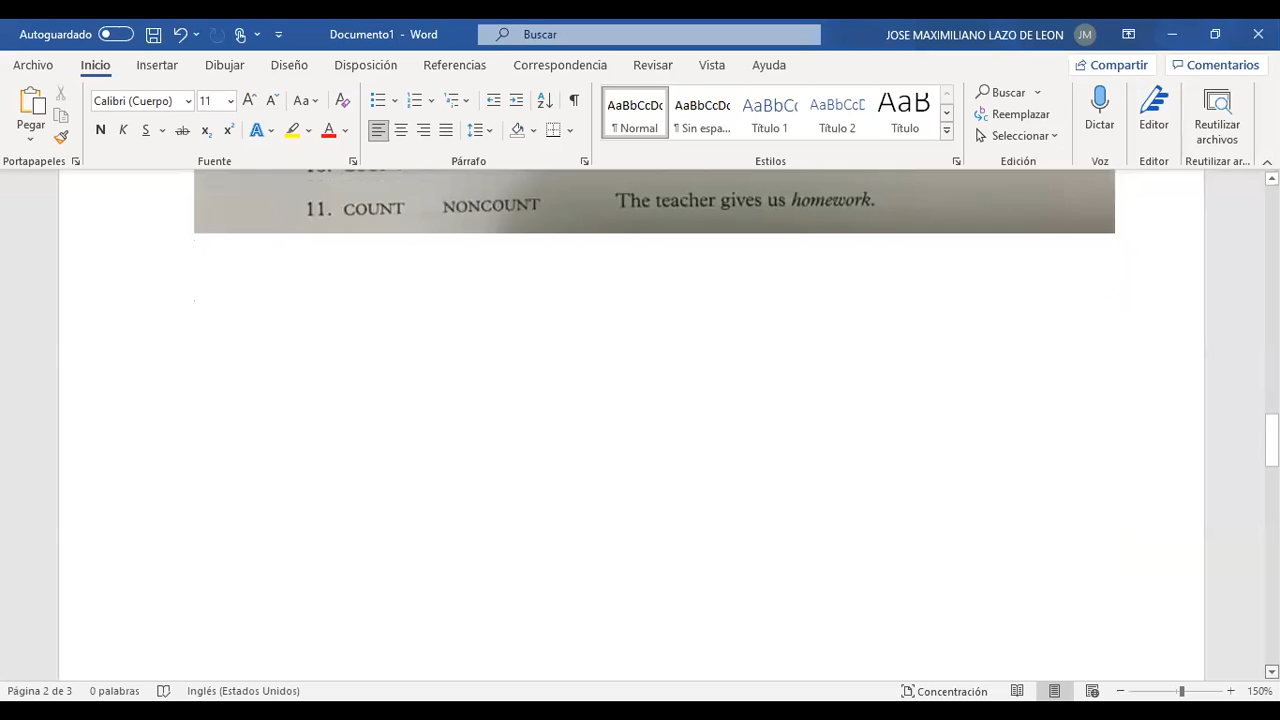 Autoguardado Documento1 - Word Buscar JOSE MAXIMILIANO LAZO DE LEON JM
Archivo Inicio Insertar Dibujar Diseño Disposición Referencias Correspondencia Revisar Vista Ayuda Compartir Comentarios
Pegar
Calibri (Cuerpo) 11
AaBbCcDc ¶ Normal
AaBbCcDc ¶ Sin espa...
AaBbCc Título 1
AaBbCcD Título 2
AaB Título
Buscar
Reemplazar
Seleccionar
Dictar
Editor
Reutilizar archivos
Portapapeles Fuente Párrafo Estilos Edición Voz Editor Reutilizar ar...
11. COUNT NONCOUNT The teacher gives us homework.
Página 2 de 3 0 palabras Inglés (Estados Unidos) Concentración 150%